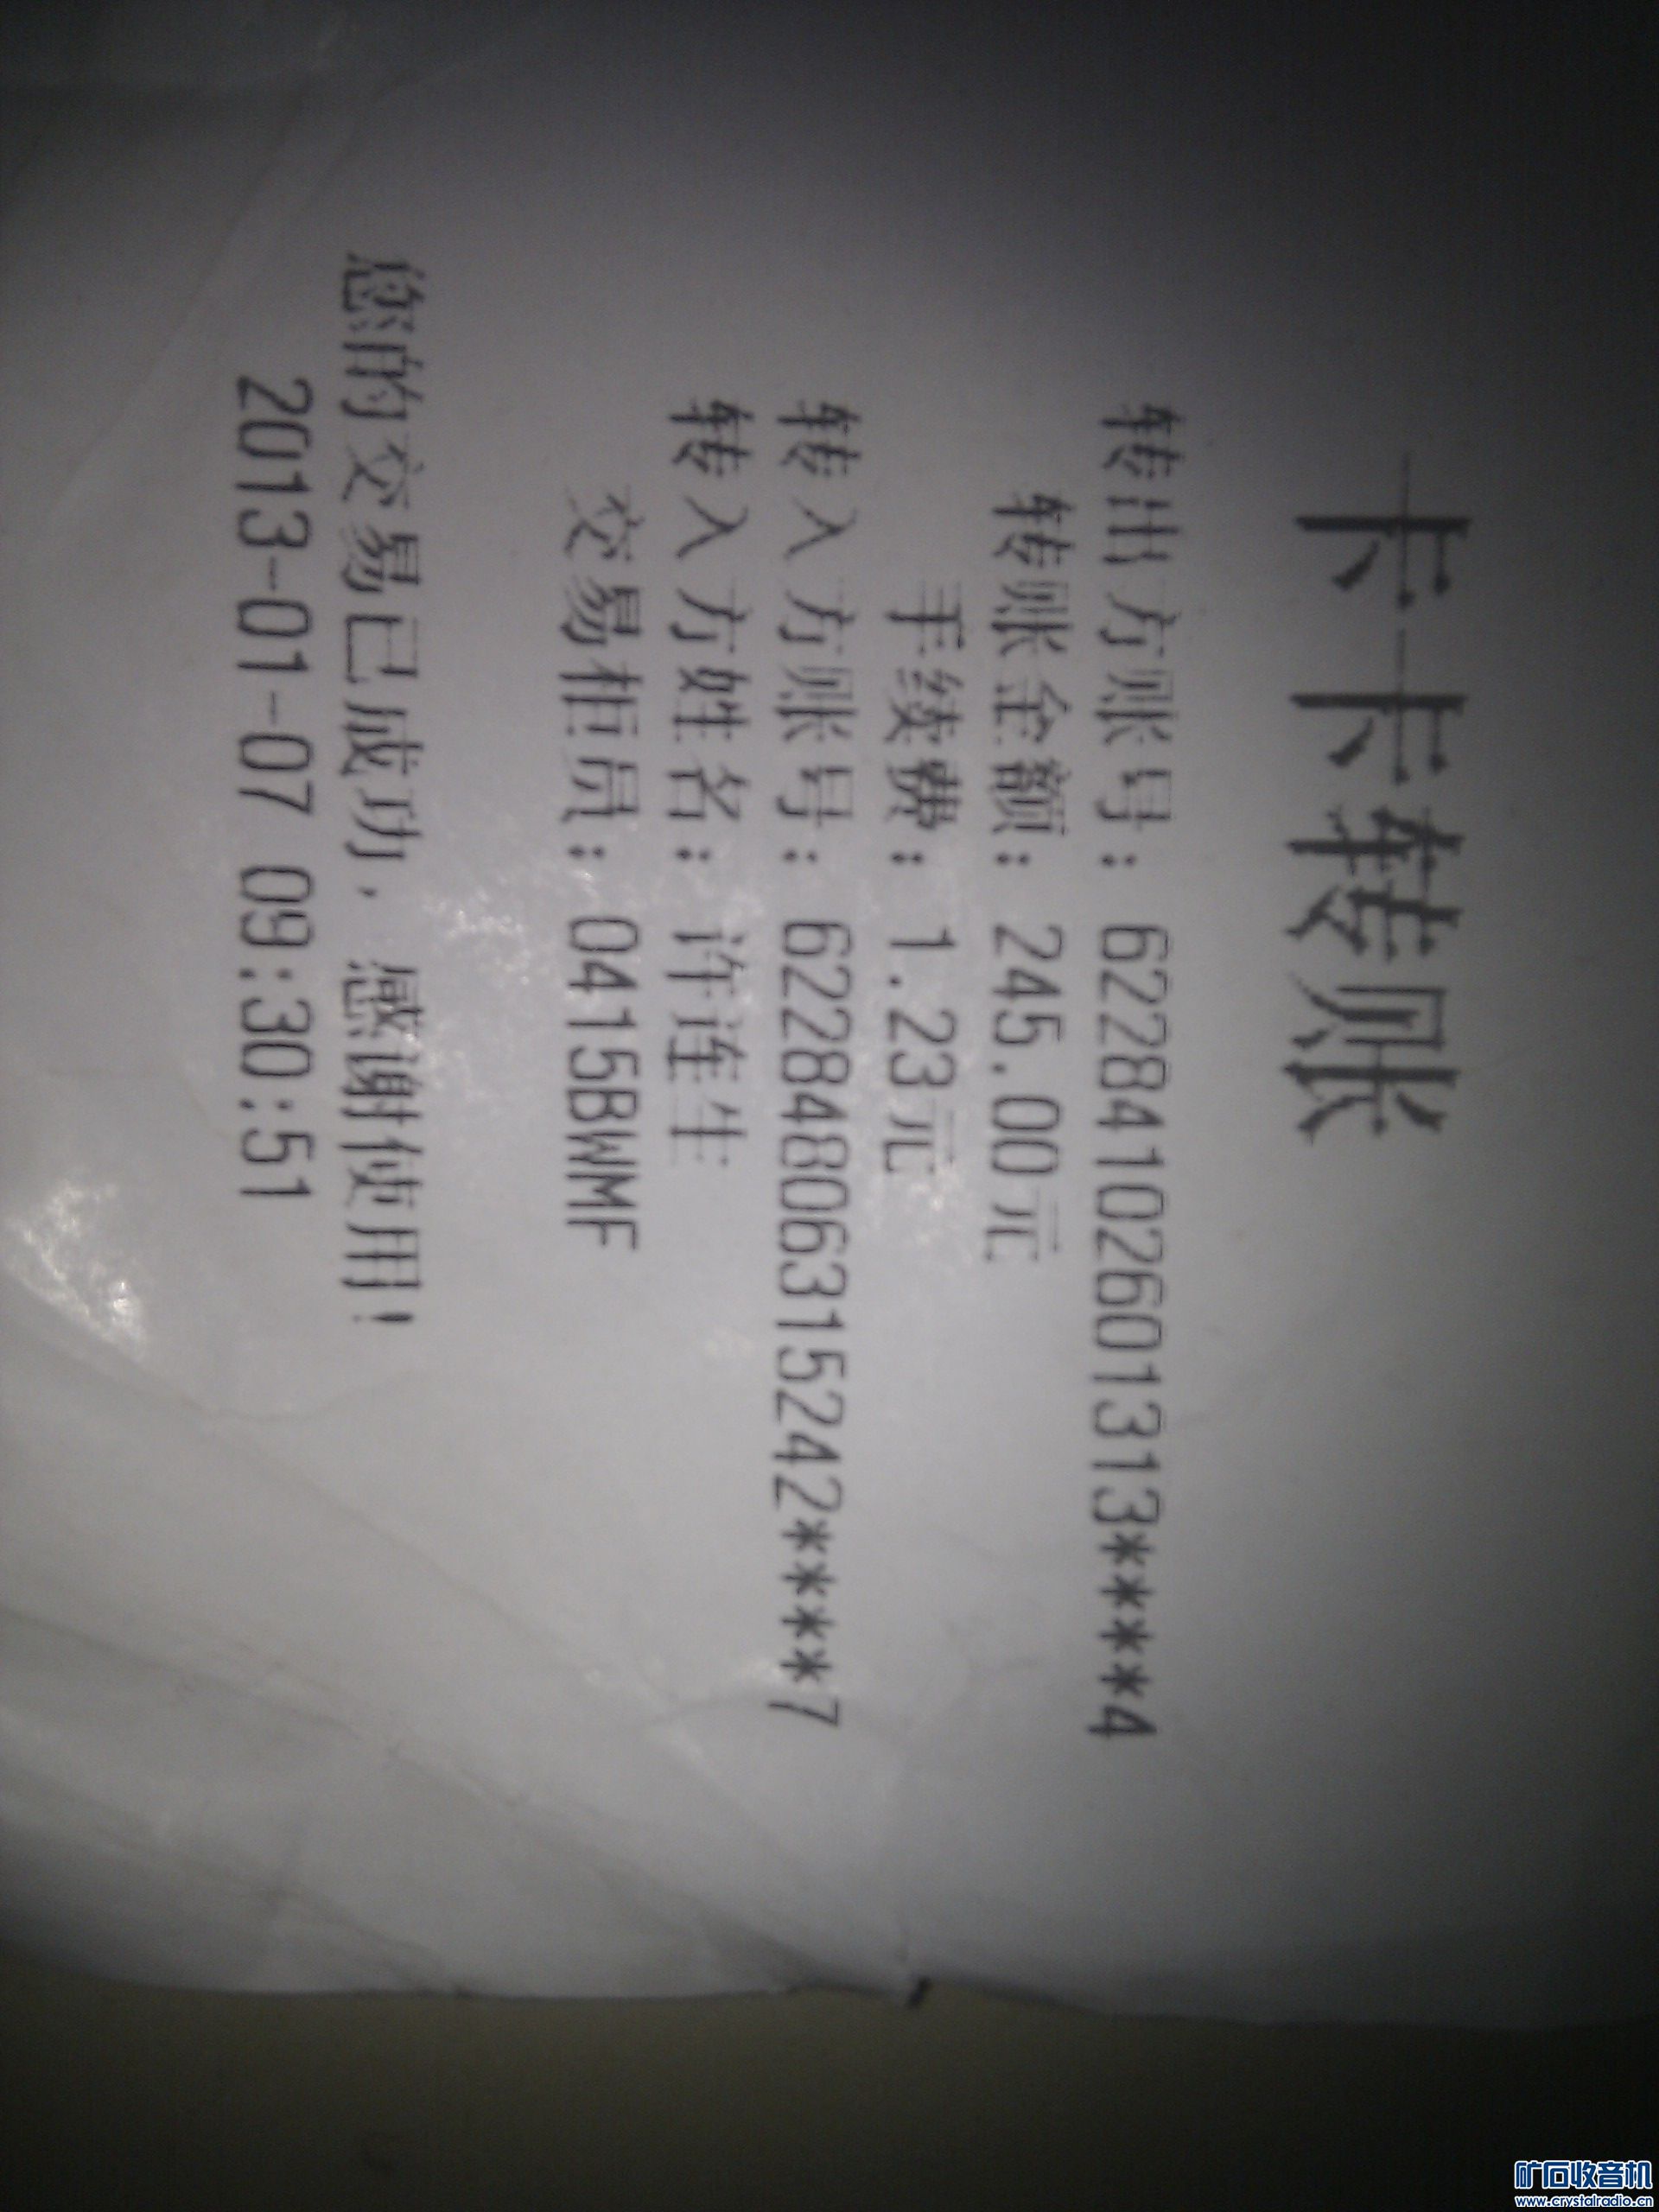 卡卡转账
转出方账号：62284102601313****4
转账金额：245.00元
手续费：1.23元
转入方账号：62284806315242****7
转入方姓名：许连生
交易柜员：0415BWMF
您的交易已成功，感谢使用！
2013-01-07 09:30:51
矿石收音机
www.crystalradio.cn